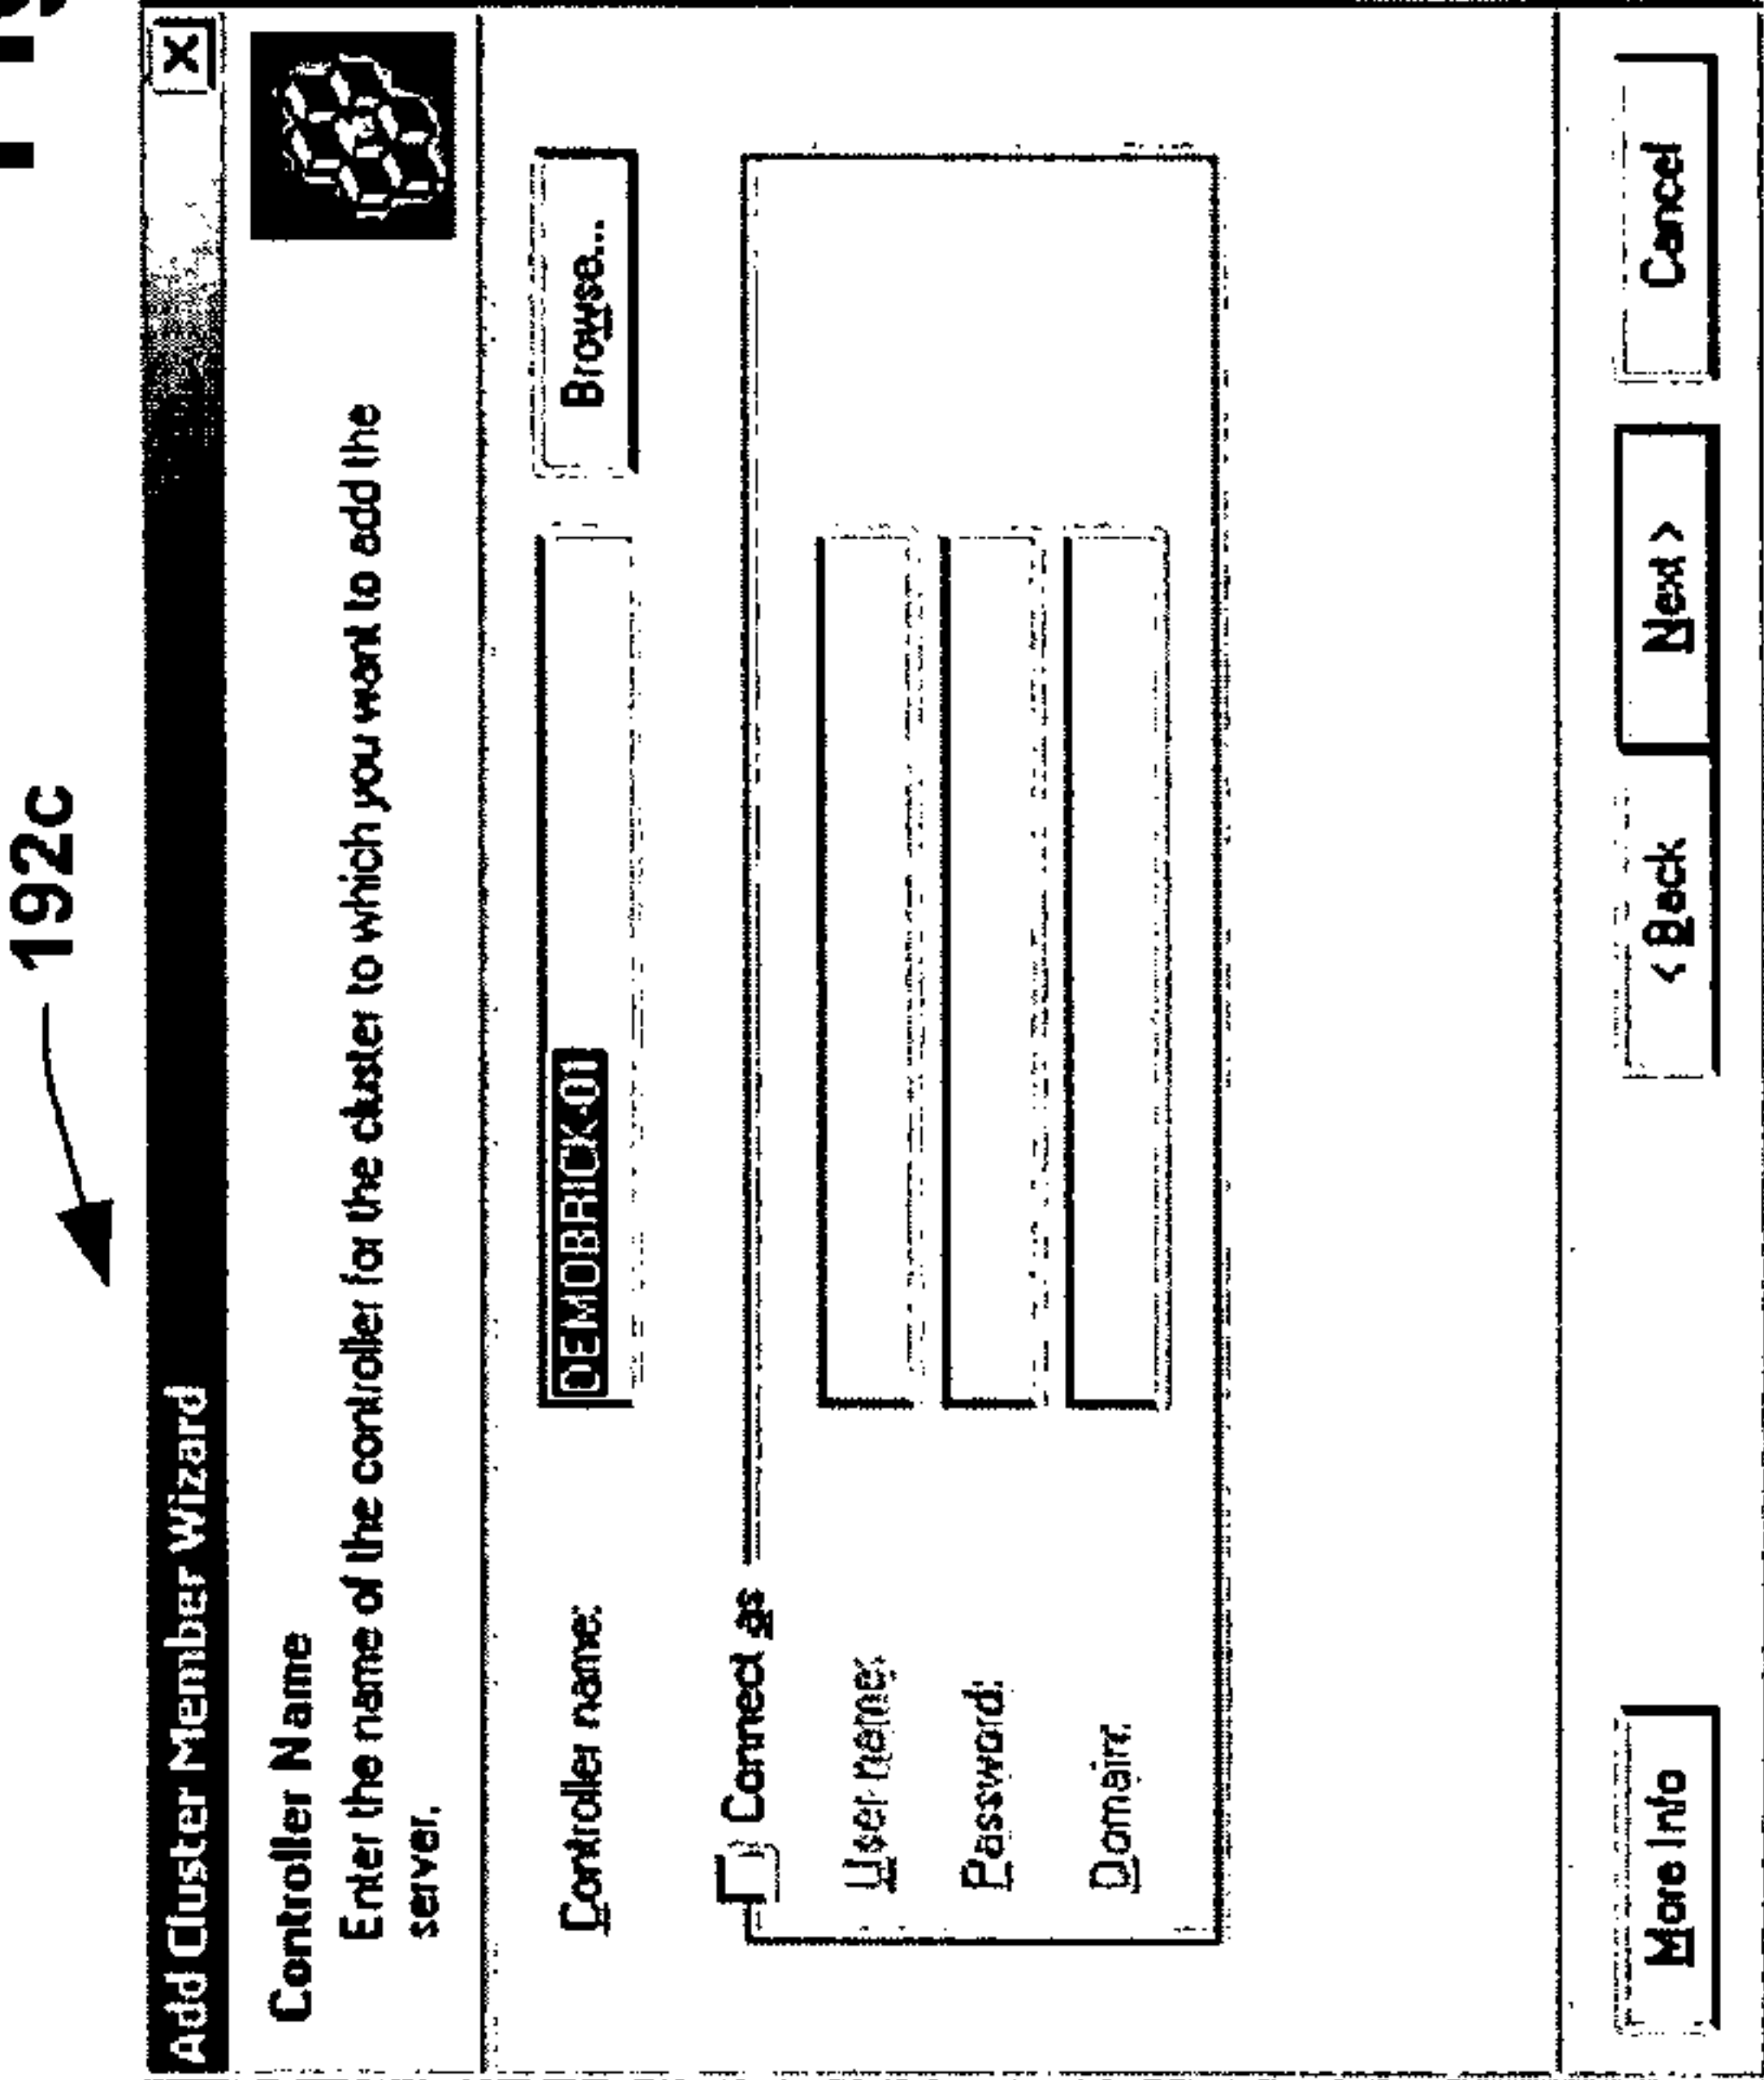 192c
Add Cluster Member Wizard
Controller Name
Enter the name of the controller for the cluster to which you want to add the
server.
Controller name:
DEMOBRICK-01
Browse...
Connect as
User name:
Password:
Domain:
More Info
< Back
Next >
Cancel